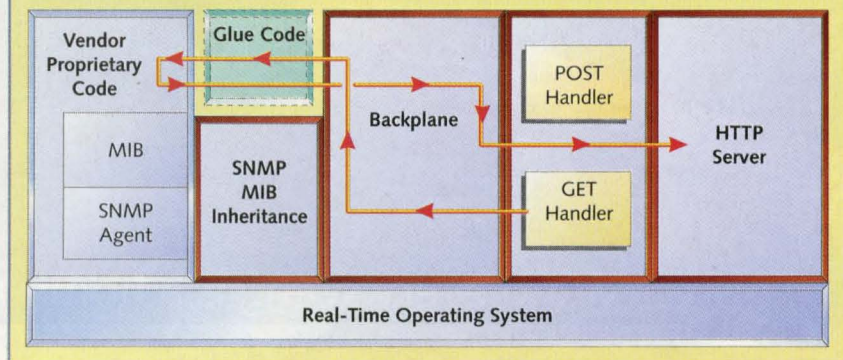 Vendor
Proprietary
Code
MIB
SNMP
Agent
Glue Code
SNMP
MIB
Inheritance
Backplane
POST
Handler
GET
Handler
HTTP
Server
Real-Time Operating System